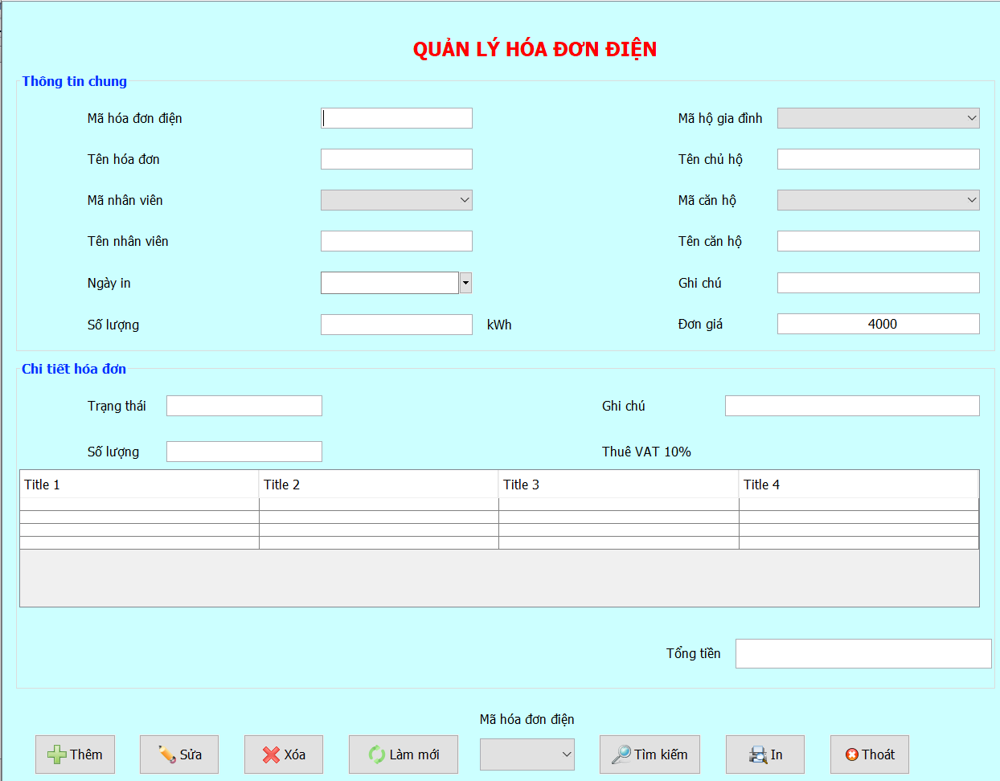 QUẢN LÝ HÓA ĐƠN ĐIỆN
Thông tin chung
Mã hóa đơn điện
Mã hộ gia đình
Tên hóa đơn
Tên chủ hộ
Mã nhân viên
Mã căn hộ
Tên nhân viên
Tên căn hộ
Ngày in
Ghi chú
Số lượng
kWh
Đơn giá
4000
Chi tiết hóa đơn
Trạng thái
Ghi chú
Số lượng
Thuê VAT 10%
Title 1
Title 2
Title 3
Title 4
Tổng tiền
Mã hóa đơn điện
Thêm
Sửa
Xóa
Làm mới
Tìm kiếm
In
Thoát